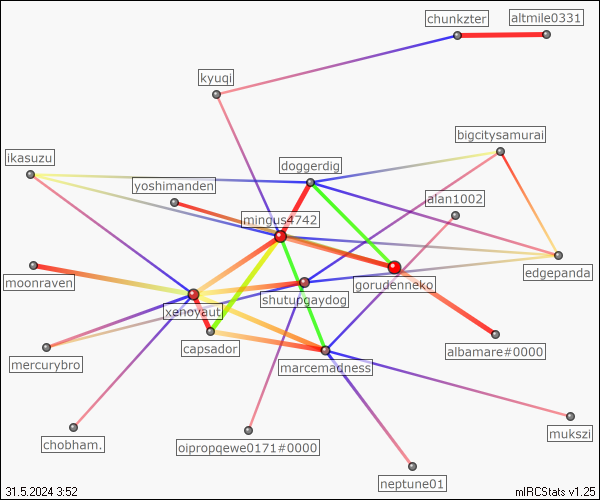 chunkzter
altmile0331
kyuqi
bigcitysamurai
ikasuzu
doggerdig
yoshimanden
alan1002
mingus4742
edgepanda
moonraven
gorudenneko
shutupgaydog
xenovaut
capsador
albamare#0000
mercurybro
marcemadness
mukszi
chobham.
oipropqewe0171#0000
neptune01
31.5.2024 3:52
mIRCStats v1.25